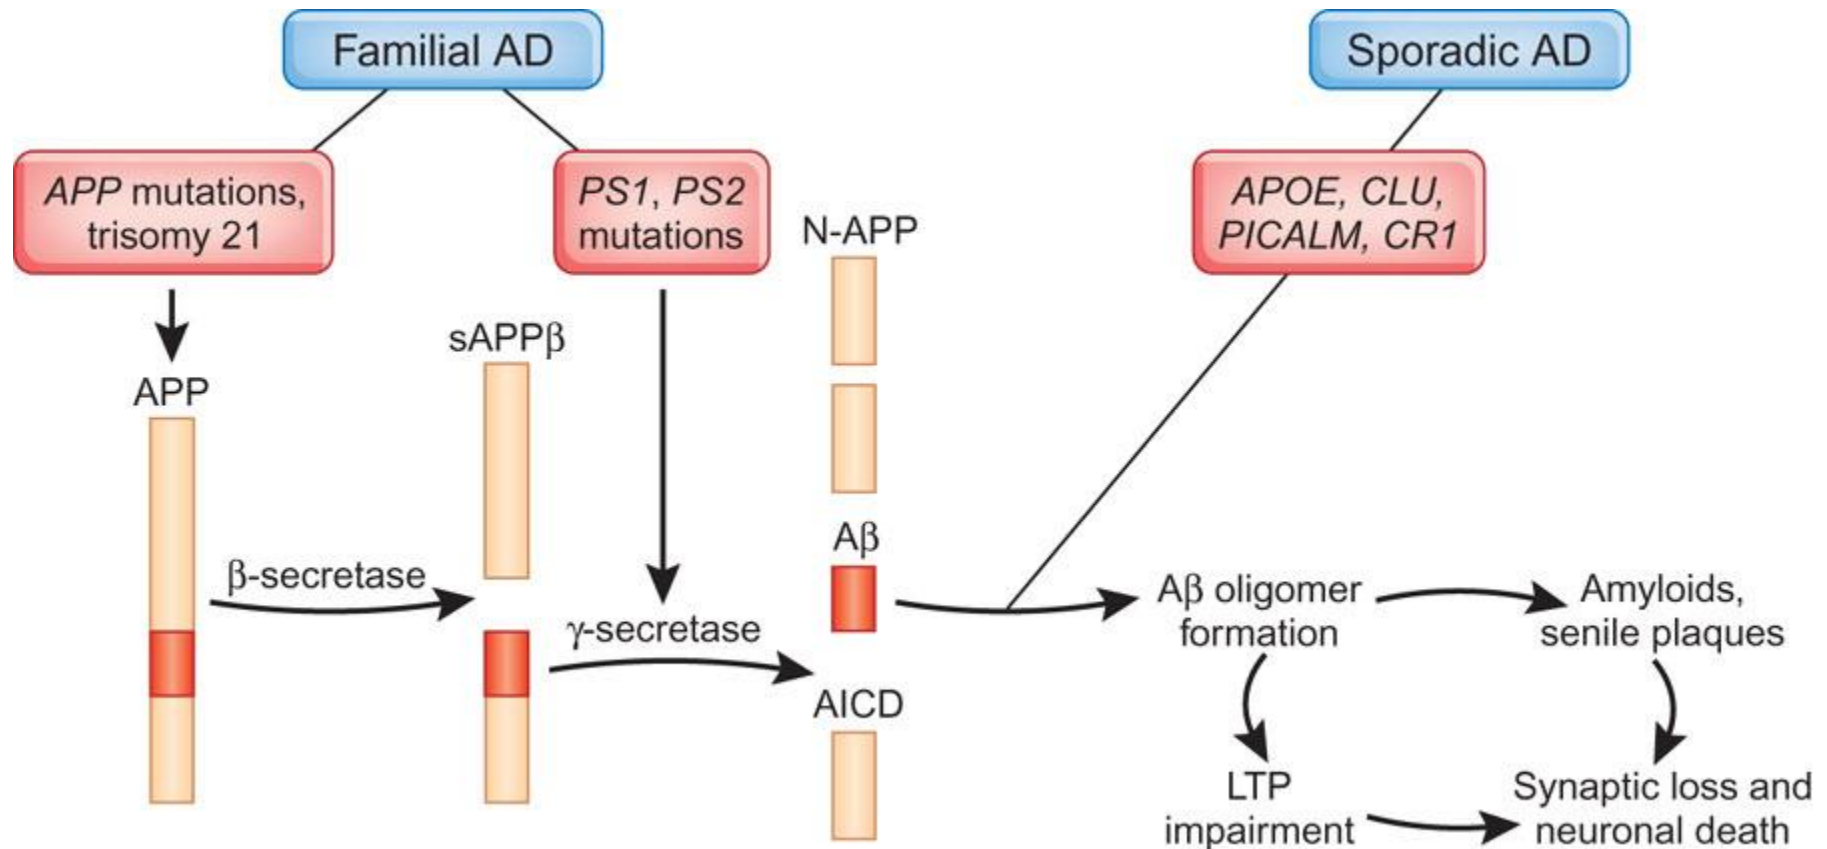 Familial AD
Sporadic AD
APP mutations,
trisomy 21
PS1, PS2
mutations
APOE, CLU,
PICALM, CR1
N-APP
sAPPβ
APP
Aβ
β-secretase
γ-secretase
AICD
Aβ oligomer
formation
Amyloids,
senile plaques
LTP
impairment
Synaptic loss and
neuronal death